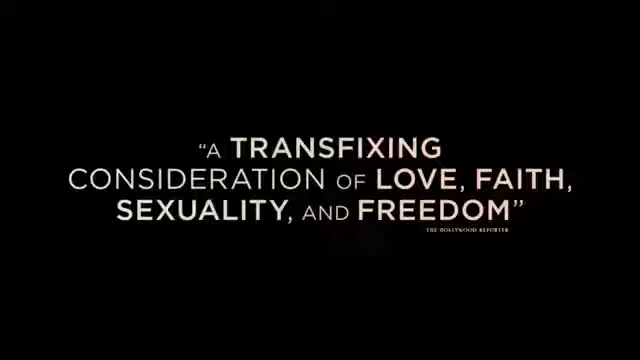 “A TRANSFIXING
CONSIDERATION OF LOVE, FAITH,
SEXUALITY, AND FREEDOM”
THE HOLLYWOOD REPORTER